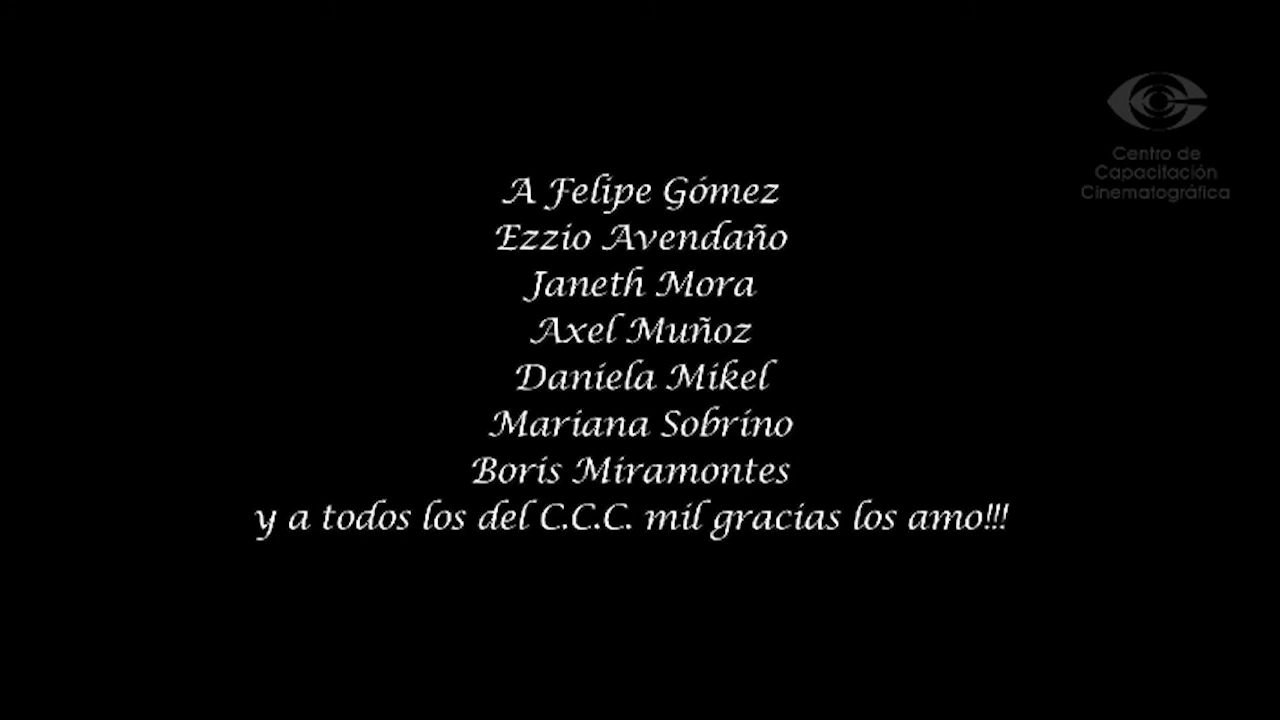 Centro de
Capacitación
Cinematográfica
A Felipe Gómez
Ezzio Avendaño
Janeth Mora
Axel Muñoz
Daniela Mikel
Mariana Sobrino
Boris Miramontes
y a todos los del C.C.C. mil gracias los amo!!!